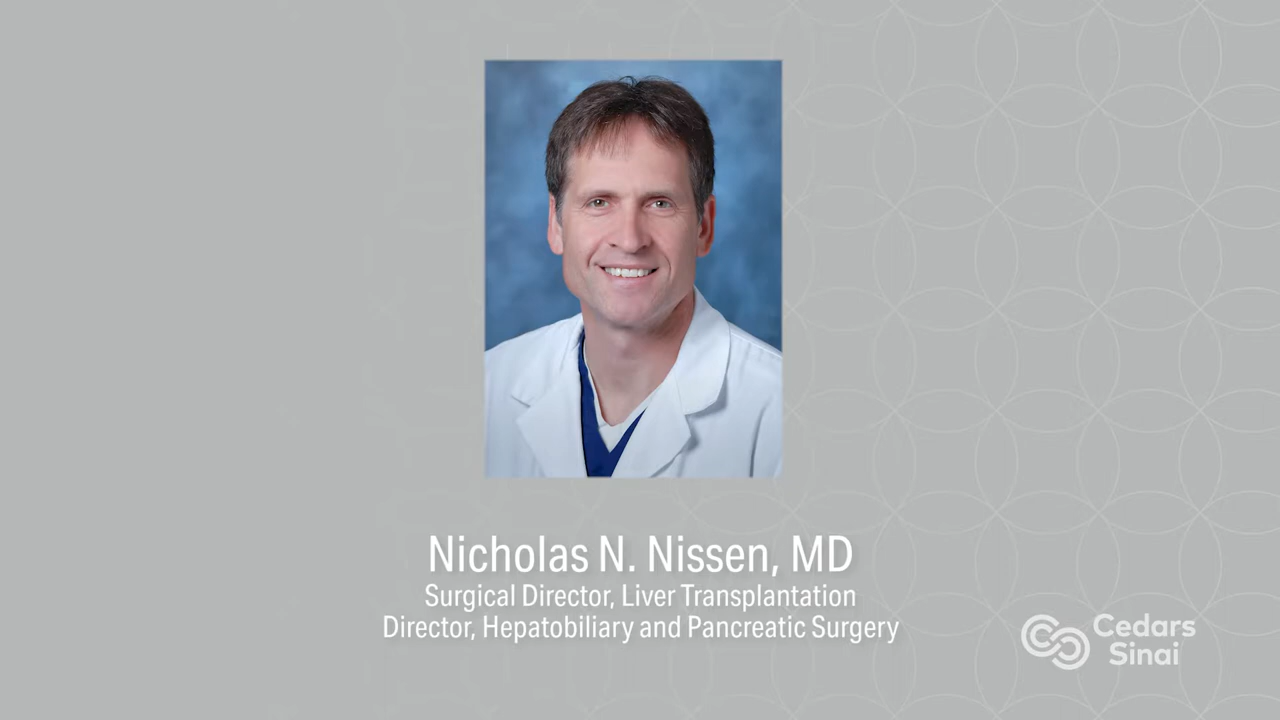 Nicholas N. Nissen, MD
Surgical Director, Liver Transplantation
Director, Hepatobiliary and Pancreatic Surgery
Cedars
Sinai